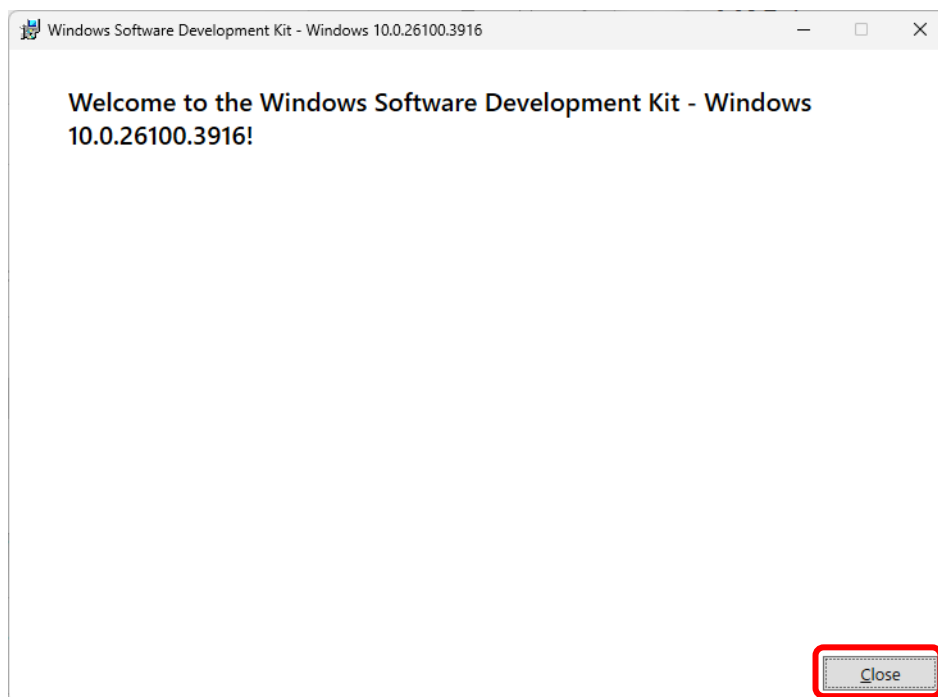 Windows Software Development Kit - Windows 10.0.26100.3916
Welcome to the Windows Software Development Kit - Windows
10.0.26100.3916!
Close